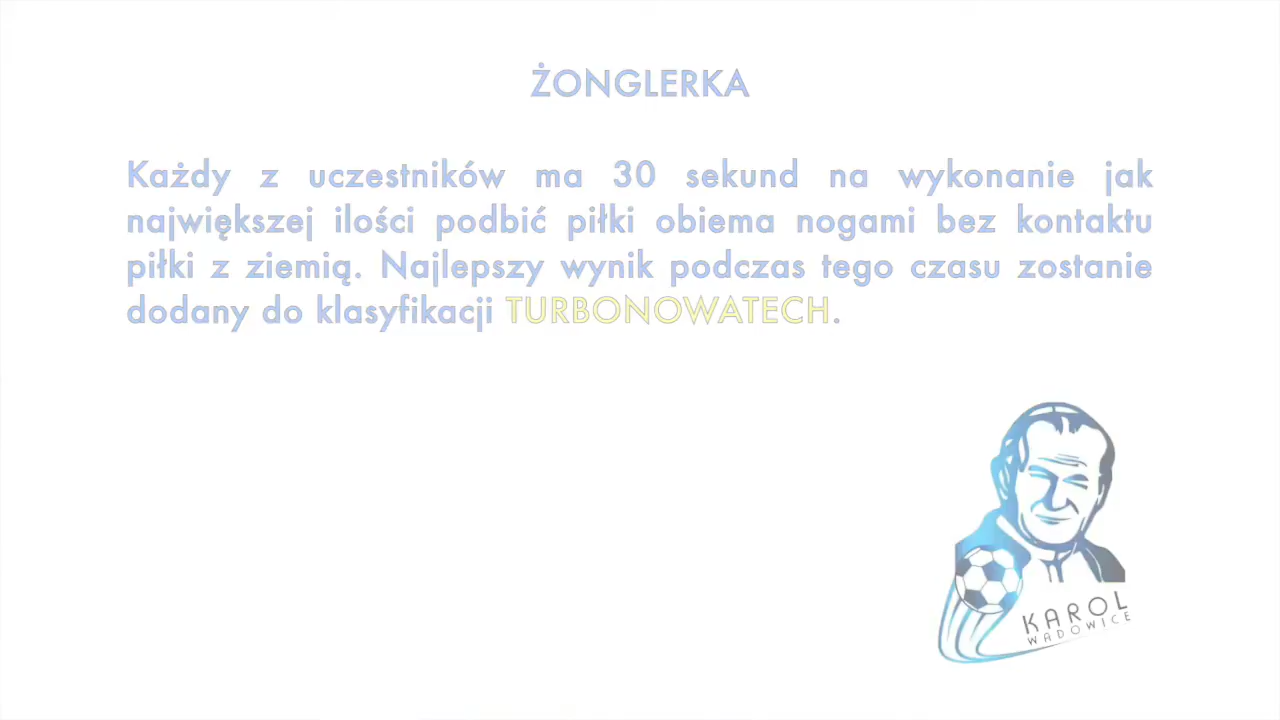 ŻONGLERKA
Każdy z uczestników ma 30 sekund na wykonanie jak
największej ilości podbić piłki obiema nogami bez kontaktu
piłki z ziemią. Najlepszy wynik podczas tego czasu zostanie
dodany do klasyfikacji TURBONOWATECH.
KAROL
WADOWICE